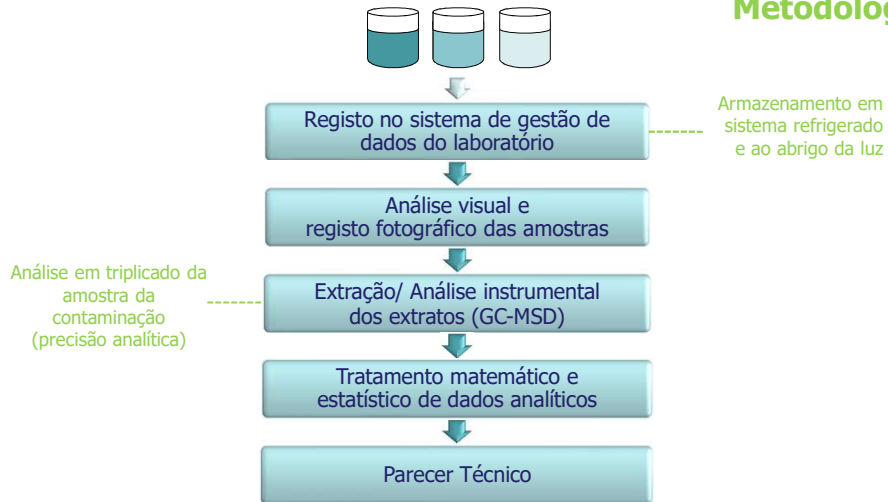 Metodolog
Registo no sistema de gestão de
dados do laboratório
Armazenamento em
sistema refrigerado
e ao abrigo da luz
Análise visual e
registo fotográfico das amostras
Análise em triplicado da
amostra da
contaminação
(precisão analítica)
Extração/ Análise instrumental
dos extratos (GC-MSD)
Tratamento matemático e
estatístico de dados analíticos
Parecer Técnico